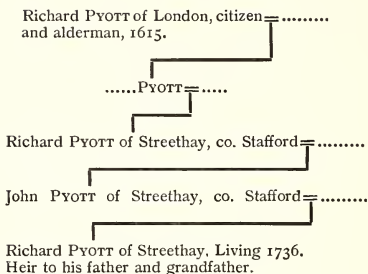 Richard PYOTT of London, citizen=.........
and alderman, 1615.
......PYOTT=.....
Richard PYOTT of Streethay, co. Stafford=.........
John PYOTT of Streethay, co. Stafford=.........
Richard PYOTT of Streethay, Living 1736.
Heir to his father and grandfather.